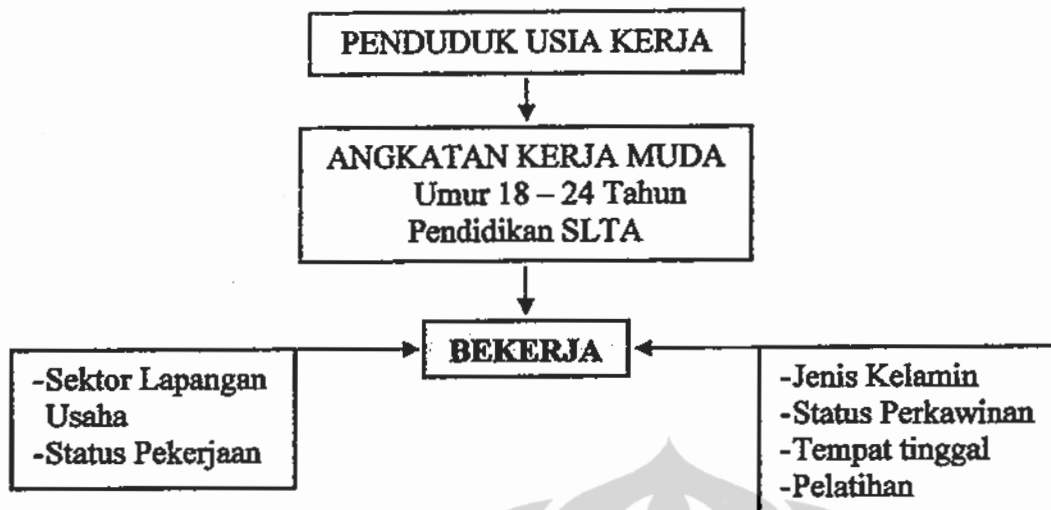 PENDUDUK USIA KERJA
ANGKATAN KERJA MUDA
Umur 18 – 24 Tahun
Pendidikan SLTA
BEKERJA
-Sektor Lapangan
Usaha
-Status Pekerjaan
-Jenis Kelamin
-Status Perkawinan
-Tempat tinggal
-Pelatihan